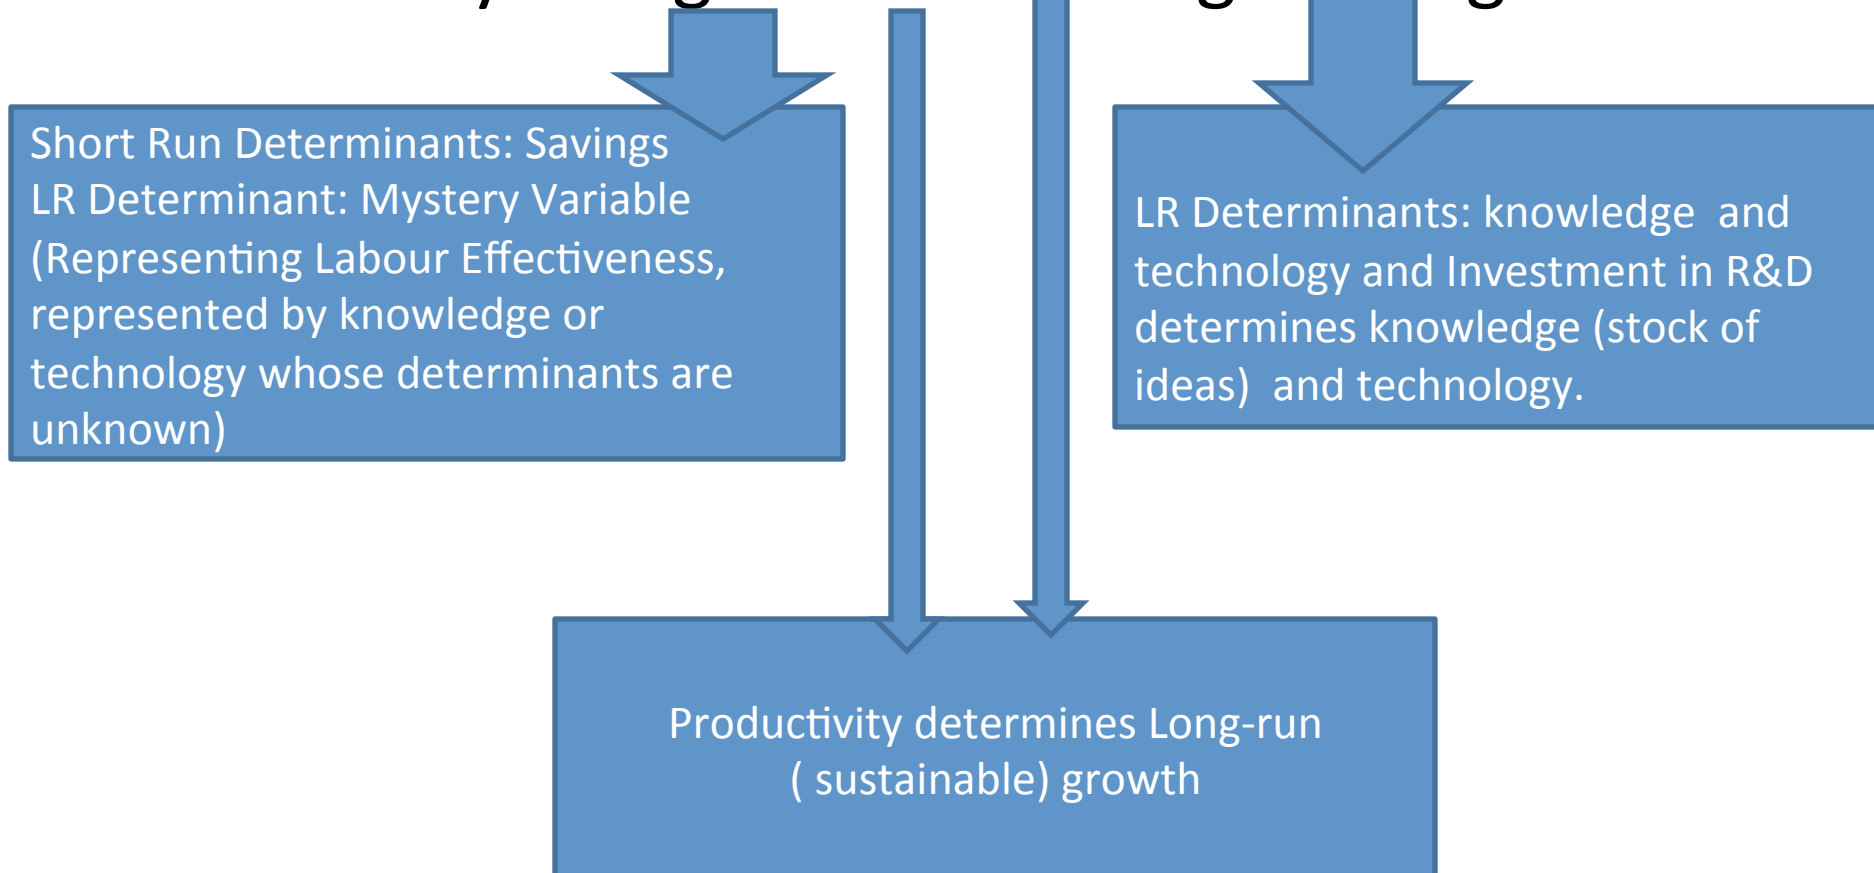 Short Run Determinants: Savings
LR Determinant: Mystery Variable
(Representing Labour Effectiveness,
represented by knowledge or
technology whose determinants are
unknown)
LR Determinants: knowledge  and
technology and Investment in R&D
determines knowledge (stock of
ideas)  and technology.
Productivity determines Long-run
( sustainable) growth